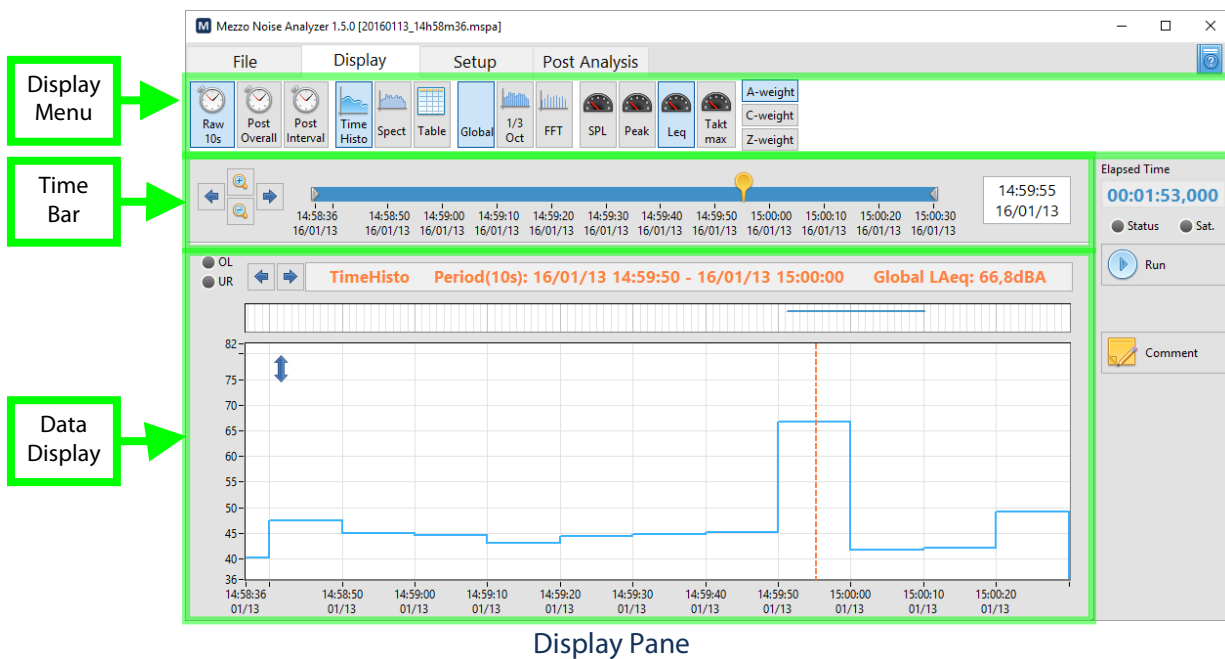 Mezzo Noise Analyzer 1.5.0 [20160113_14h58m36.mspa]
File Display Setup Post Analysis
Display
Menu
Raw
10s
Post
Overall
Post
Interval
Time
Histo
Spect
Table
Global
1/3
Oct
FFT
SPL
Peak
Leq
Takt
max
A-weight
C-weight
Z-weight
Time
Bar
14:58:36 14:58:50 14:59:00 14:59:10 14:59:20 14:59:30 14:59:40 14:59:50 15:00:00 15:00:10 15:00:20 15:00:30
16/01/13 16/01/13 16/01/13 16/01/13 16/01/13 16/01/13 16/01/13 16/01/13 16/01/13 16/01/13 16/01/13 16/01/13
14:59:55
16/01/13
Elapsed Time
00:01:53,000
Status Sat.
Run
Comment
OL
UR
TimeHisto Period(10s): 16/01/13 14:59:50 - 16/01/13 15:00:00 Global LAeq: 66,8dBA
Data
Display
82
75
70
65
60
55
50
45
40
36
14:58:36 14:58:50 14:59:00 14:59:10 14:59:20 14:59:30 14:59:40 14:59:50 15:00:00 15:00:10 15:00:20
01/13 01/13 01/13 01/13 01/13 01/13 01/13 01/13 01/13 01/13 01/13
Display Pane